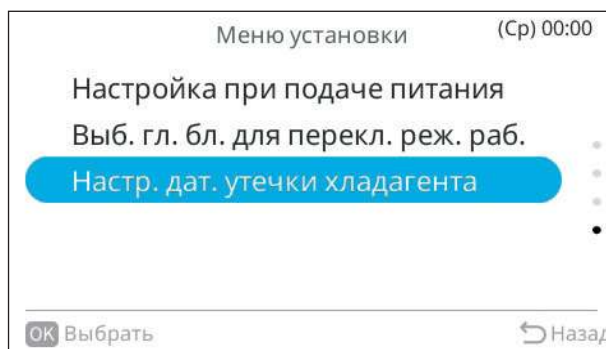 Меню установки (Ср) 00:00
Настройка при подаче питания
Выб. гл. бл. для перекл. реж. раб.
Настр. дат. утечки хладагента
OK Выбрать Назад